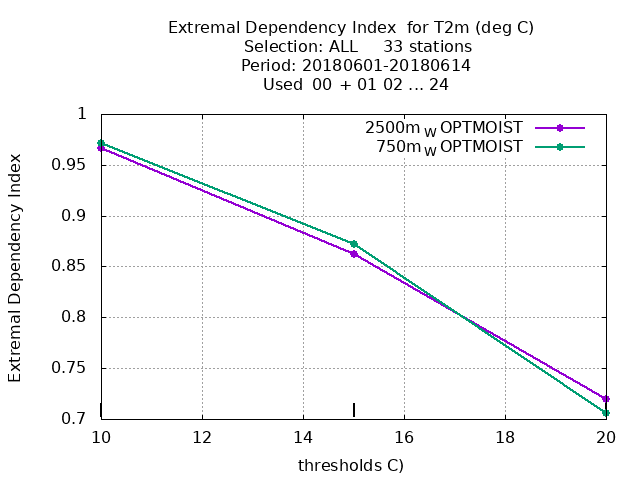 Extremal Dependency Index  for T2m (deg C)
Selection: ALL     33 stations
Period: 20180601-20180614
Used  00 + 01 02 ... 24
2500m W OPTMOIST
750m W OPTMOIST
1
0.95
0.9
0.85
0.8
0.75
0.7
Extremal Dependency Index
10 12 14 16 18 20
thresholds C)